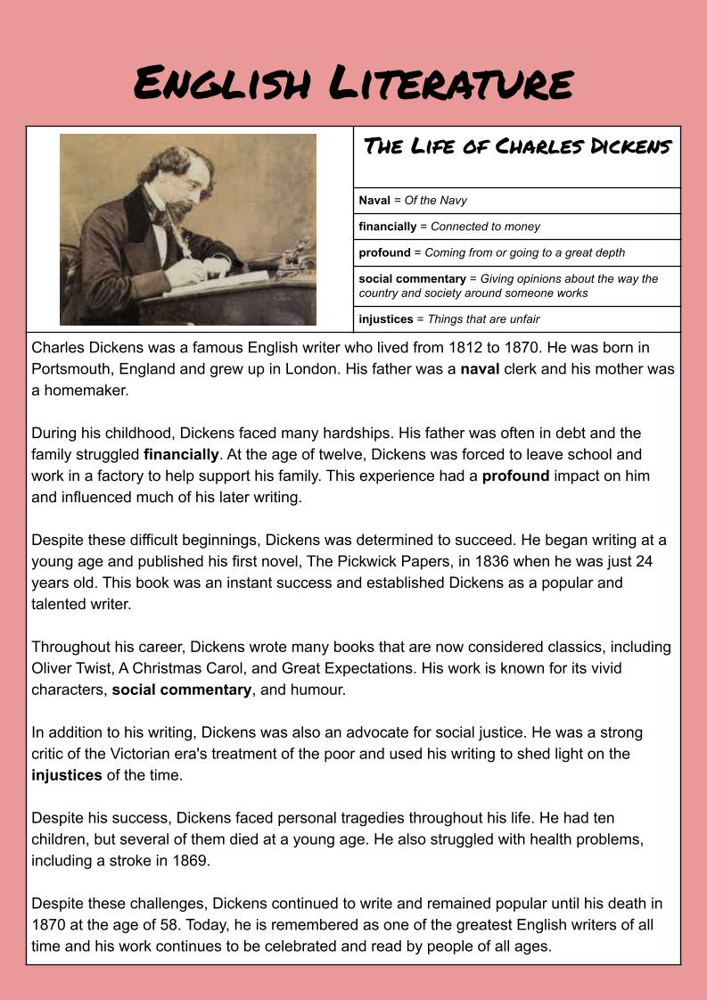 English Literature
The Life of Charles Dickens
Naval = Of the Navy
financially = Connected to money
profound = Coming from or going to a great depth
social commentary = Giving opinions about the way the
country and society around someone works
injustices = Things that are unfair
Charles Dickens was a famous English writer who lived from 1812 to 1870. He was born in
Portsmouth, England and grew up in London. His father was a naval clerk and his mother was
a homemaker.
During his childhood, Dickens faced many hardships. His father was often in debt and the
family struggled financially. At the age of twelve, Dickens was forced to leave school and
work in a factory to help support his family. This experience had a profound impact on him
and influenced much of his later writing.
Despite these difficult beginnings, Dickens was determined to succeed. He began writing at a
young age and published his first novel, The Pickwick Papers, in 1836 when he was just 24
years old. This book was an instant success and established Dickens as a popular and
talented writer.
Throughout his career, Dickens wrote many books that are now considered classics, including
Oliver Twist, A Christmas Carol, and Great Expectations. His work is known for its vivid
characters, social commentary, and humour.
In addition to his writing, Dickens was also an advocate for social justice. He was a strong
critic of the Victorian era's treatment of the poor and used his writing to shed light on the
injustices of the time.
Despite his success, Dickens faced personal tragedies throughout his life. He had ten
children, but several of them died at a young age. He also struggled with health problems,
including a stroke in 1869.
Despite these challenges, Dickens continued to write and remained popular until his death in
1870 at the age of 58. Today, he is remembered as one of the greatest English writers of all
time and his work continues to be celebrated and read by people of all ages.